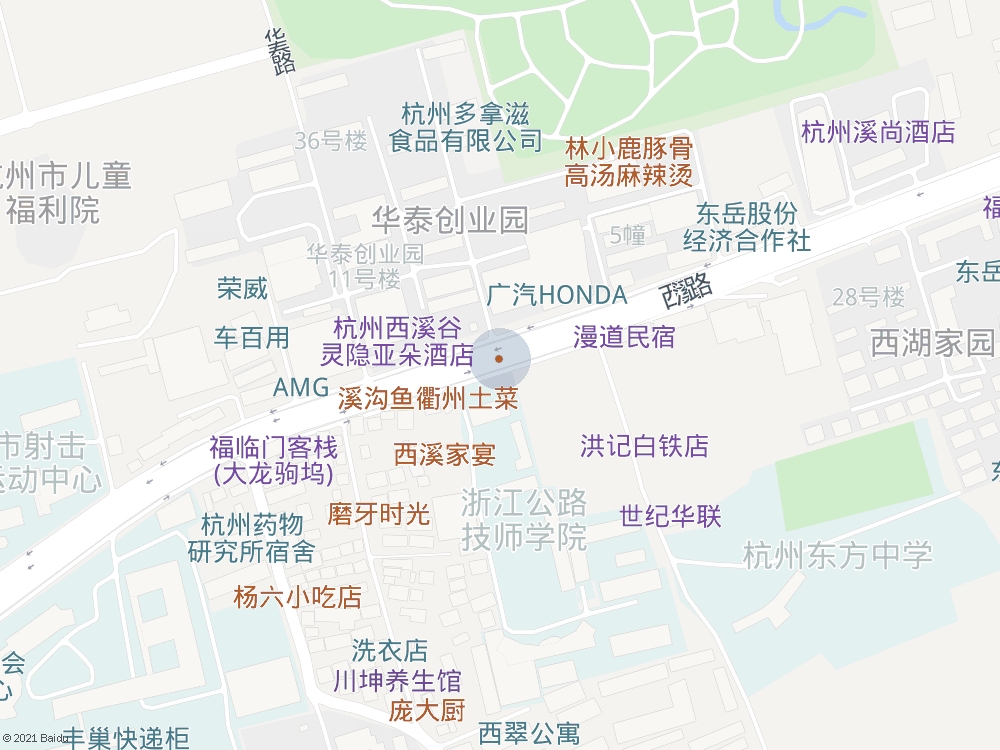 华泰路
杭州多拿滋
食品有限公司
36号楼
林小鹿豚骨
高汤麻辣烫
杭州溪尚酒店
州市儿童
福利院
华泰创业园
东岳股份
经济合作社
5幢
福
华泰创业园
11号楼
东岳
荣威
广汽HONDA
西溪路
28号楼
车百用
杭州西溪谷
灵隐亚朵酒店
漫道民宿
西湖家园
AMG
溪沟鱼衢州土菜
市射击
运动中心
福临门客栈
(大龙驹坞)
西溪家宴
洪记白铁店
东
磨牙时光
浙江公路
技师学院
世纪华联
杭州药物
研究所宿舍
杭州东方中学
杨六小吃店
洗衣店
会
心
川坤养生馆
庞大厨
西翠公寓
丰巢快递柜
© 2021 Baidu